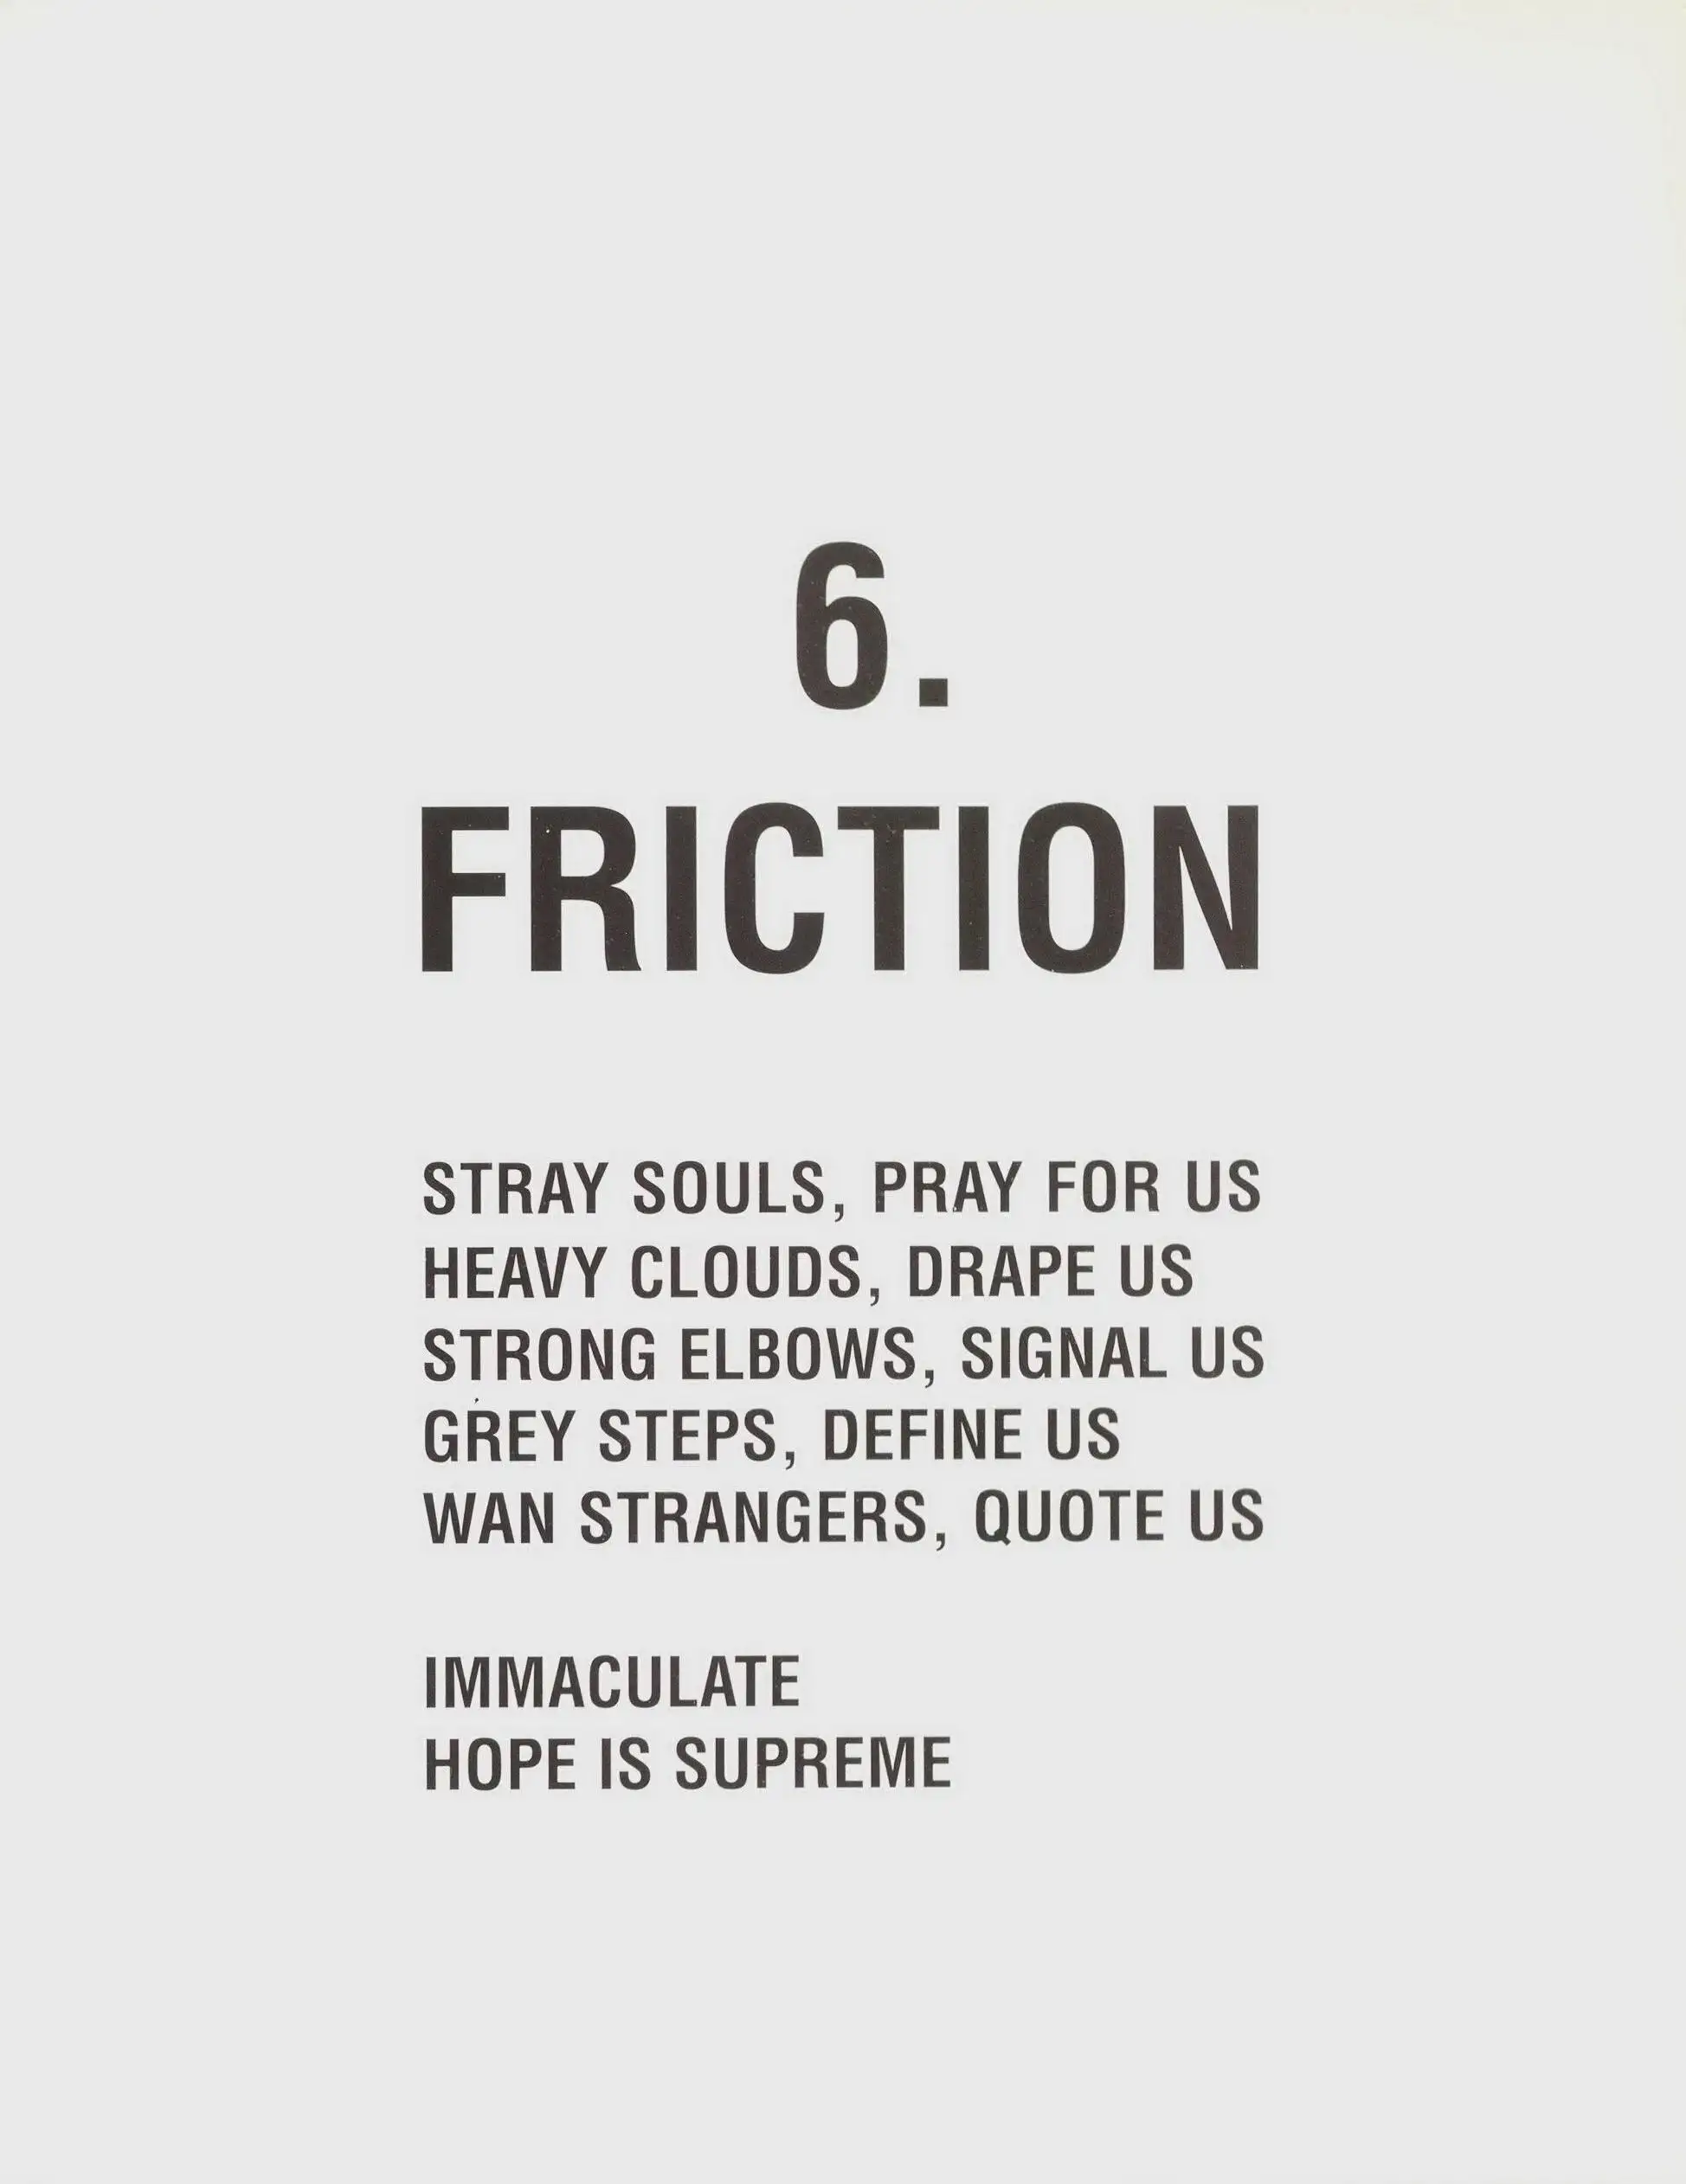 6.
FRICTION
STRAY SOULS, PRAY FOR US
HEAVY CLOUDS, DRAPE US
STRONG ELBOWS, SIGNAL US
GREY STEPS, DEFINE US
WAN STRANGERS, QUOTE US
IMMACULATE
HOPE IS SUPREME